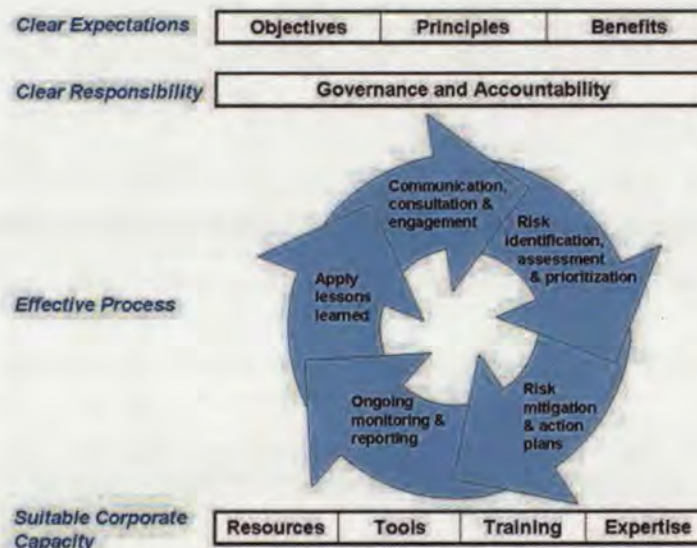 Clear Expectations
Objectives Principles Benefits
Clear Responsibility
Governance and Accountability
Communication,
consultation &
engagement
Risk
identification,
assessment
& prioritization
Effective Process
Apply
lessons
learned
Ongoing
monitoring &
reporting
Risk
mitigation
& action
plans
Suitable Corporate
Capacity
Resources Tools Training Expertise